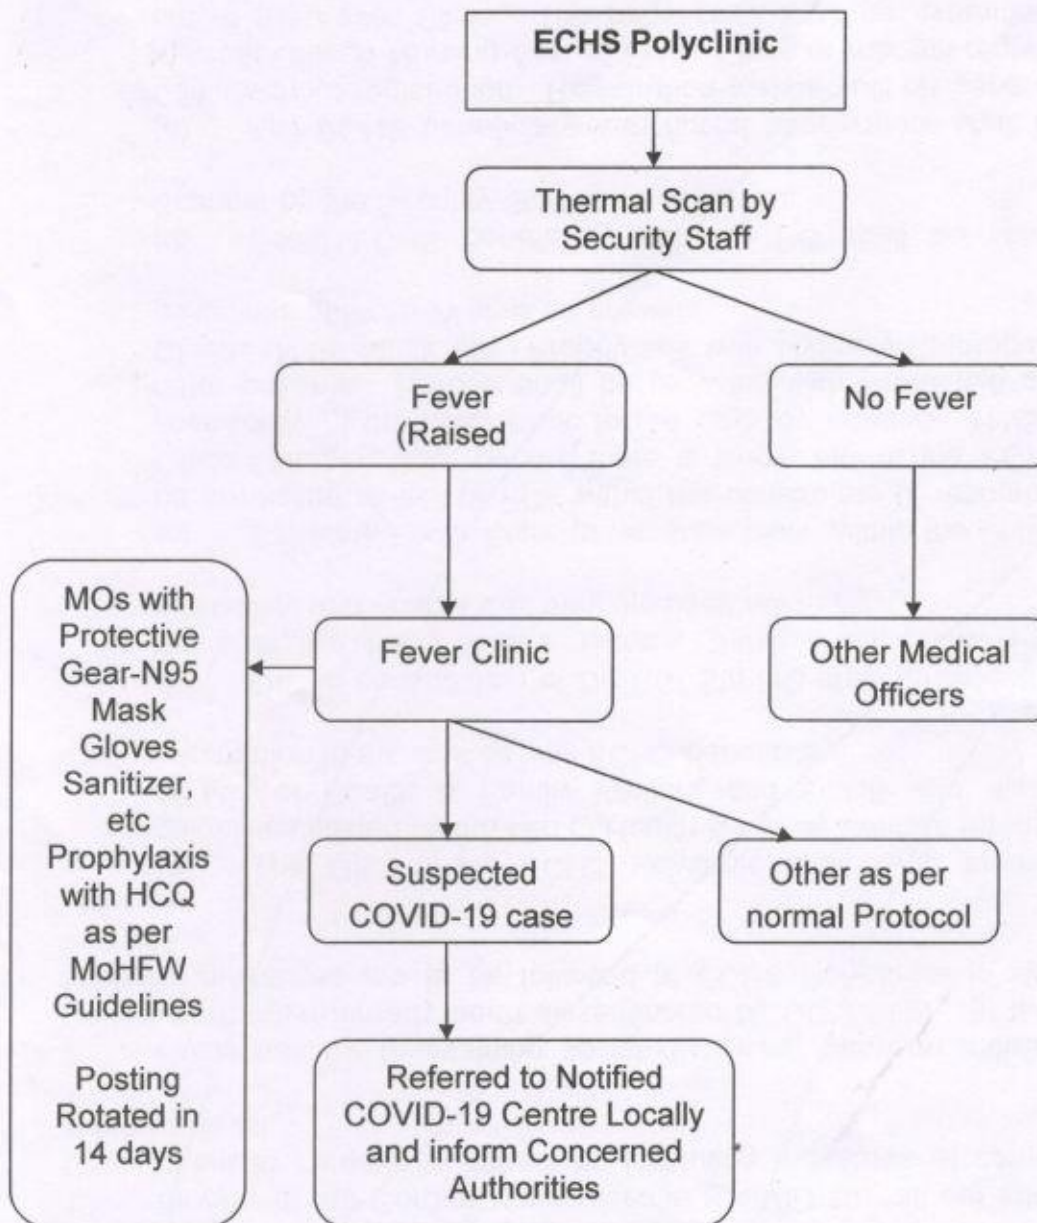 ECHS Polyclinic
Thermal Scan by
Security Staff
Fever
(Raised
No Fever
MOs with
Protective
Gear-N95
Mask
Gloves
Sanitizer,
etc
Prophylaxis
with HCQ
as per
MoHFW
Guidelines
Posting
Rotated in
14 days
Fever Clinic
Other Medical
Officers
Suspected
COVID-19 case
Other as per
normal Protocol
Referred to Notified
COVID-19 Centre Locally
and inform Concerned
Authorities